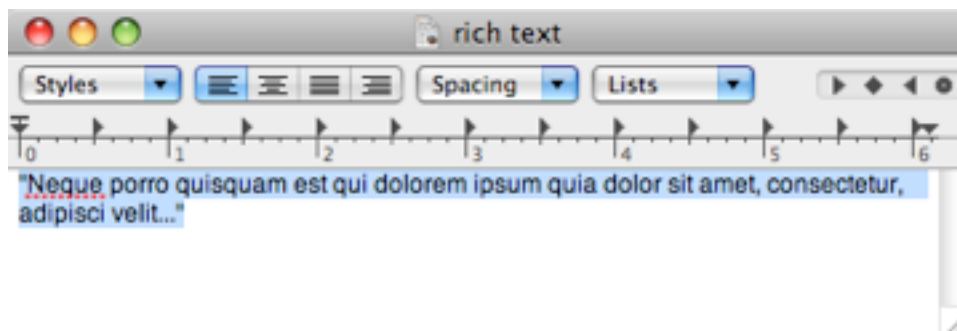 rich text
Styles Spacing Lists
0 1 2 3 4 5 6
"Neque porro quisquam est qui dolorem ipsum quia dolor sit amet, consectetur,
adipisci velit..."